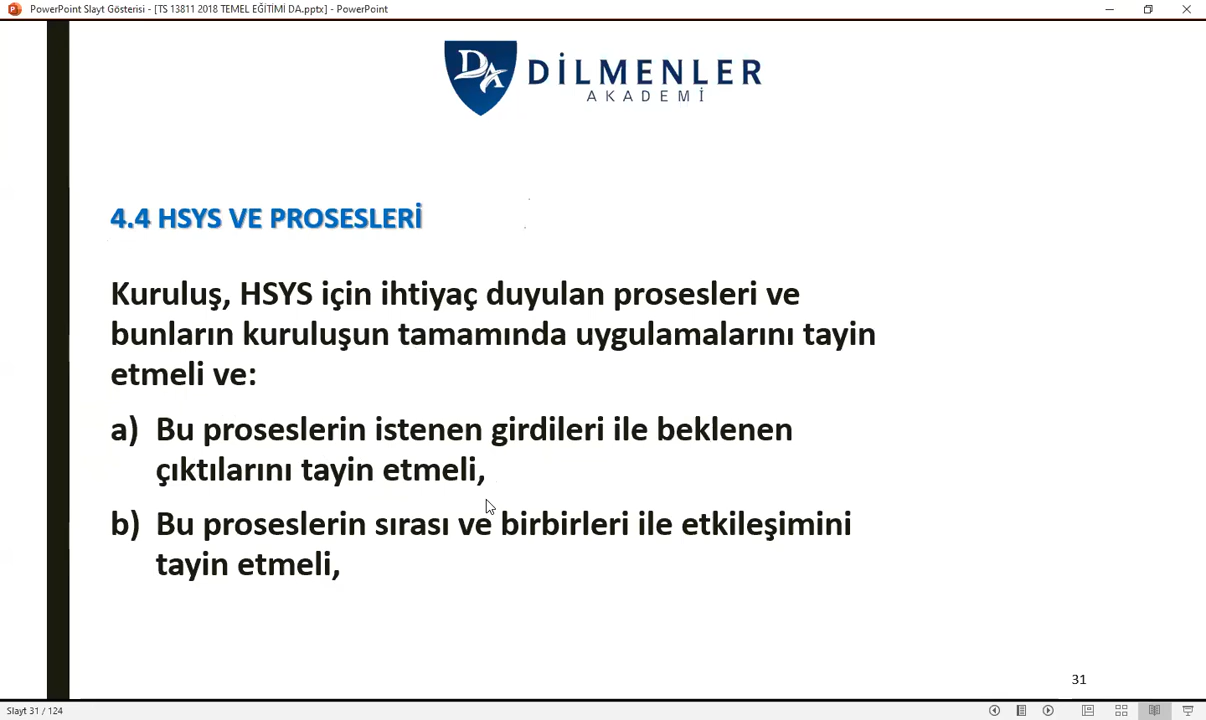 PowerPoint Slayt Gösterisi - [TS 13811 2018 TEMEL EĞİTİMİ DA.pptx] - PowerPoint
DA DİLMENLER
AKADEMİ
4.4 HSYS VE PROSESLERİ
Kuruluş, HSYS için ihtiyaç duyulan prosesleri ve
bunların kuruluşun tamamında uygulamalarını tayin
etmeli ve:
a) Bu proseslerin istenen girdileri ile beklenen
çıktılarını tayin etmeli,
b) Bu proseslerin sırası ve birbirleri ile etkileşimini
tayin etmeli,
31
Slayt 31 / 124